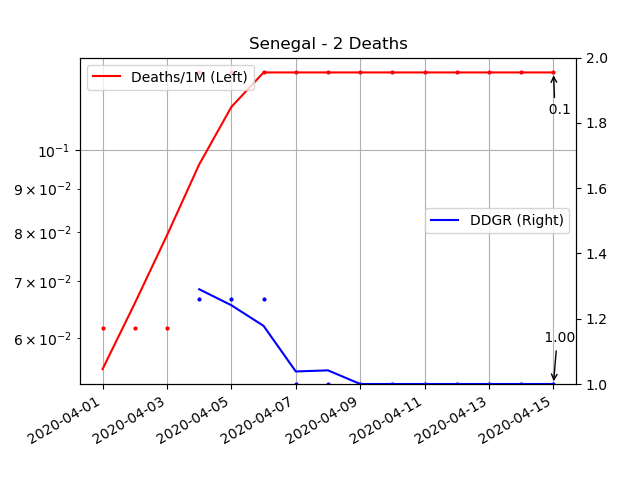 Senegal - 2 Deaths
Deaths/1M (Left)
2.0
0.1
1.8
10⁻¹
9 × 10⁻²
1.6
DDGR (Right)
8 × 10⁻²
1.4
7 × 10⁻²
1.2
1.00
6 × 10⁻²
1.0
2020-04-01
2020-04-03
2020-04-05
2020-04-07
2020-04-09
2020-04-11
2020-04-13
2020-04-15